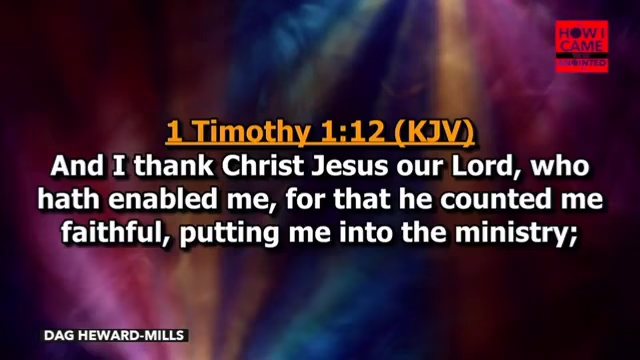 HOW I
CAME
ANOINTED
1 Timothy 1:12 (KJV)
And I thank Christ Jesus our Lord, who
hath enabled me, for that he counted me
faithful, putting me into the ministry;
DAG HEWARD-MILLS